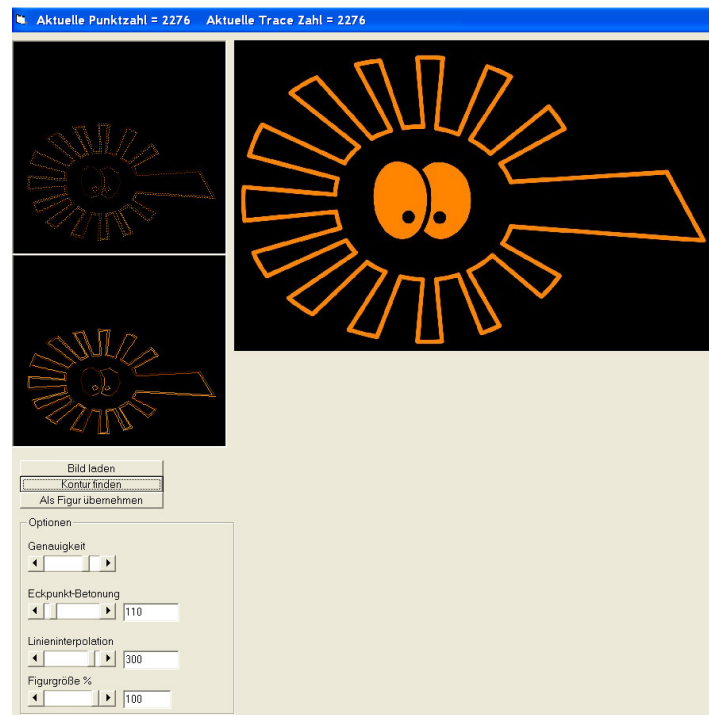 Aktuelle Punktzahl = 2276 Aktuelle Trace Zahl = 2276
Bild laden
Kontur finden
Als Figur übernehmen
Optionen
Genauigkeit
Eckpunkt-Betonung
110
Linieninterpolation
300
Figurgröße %
100